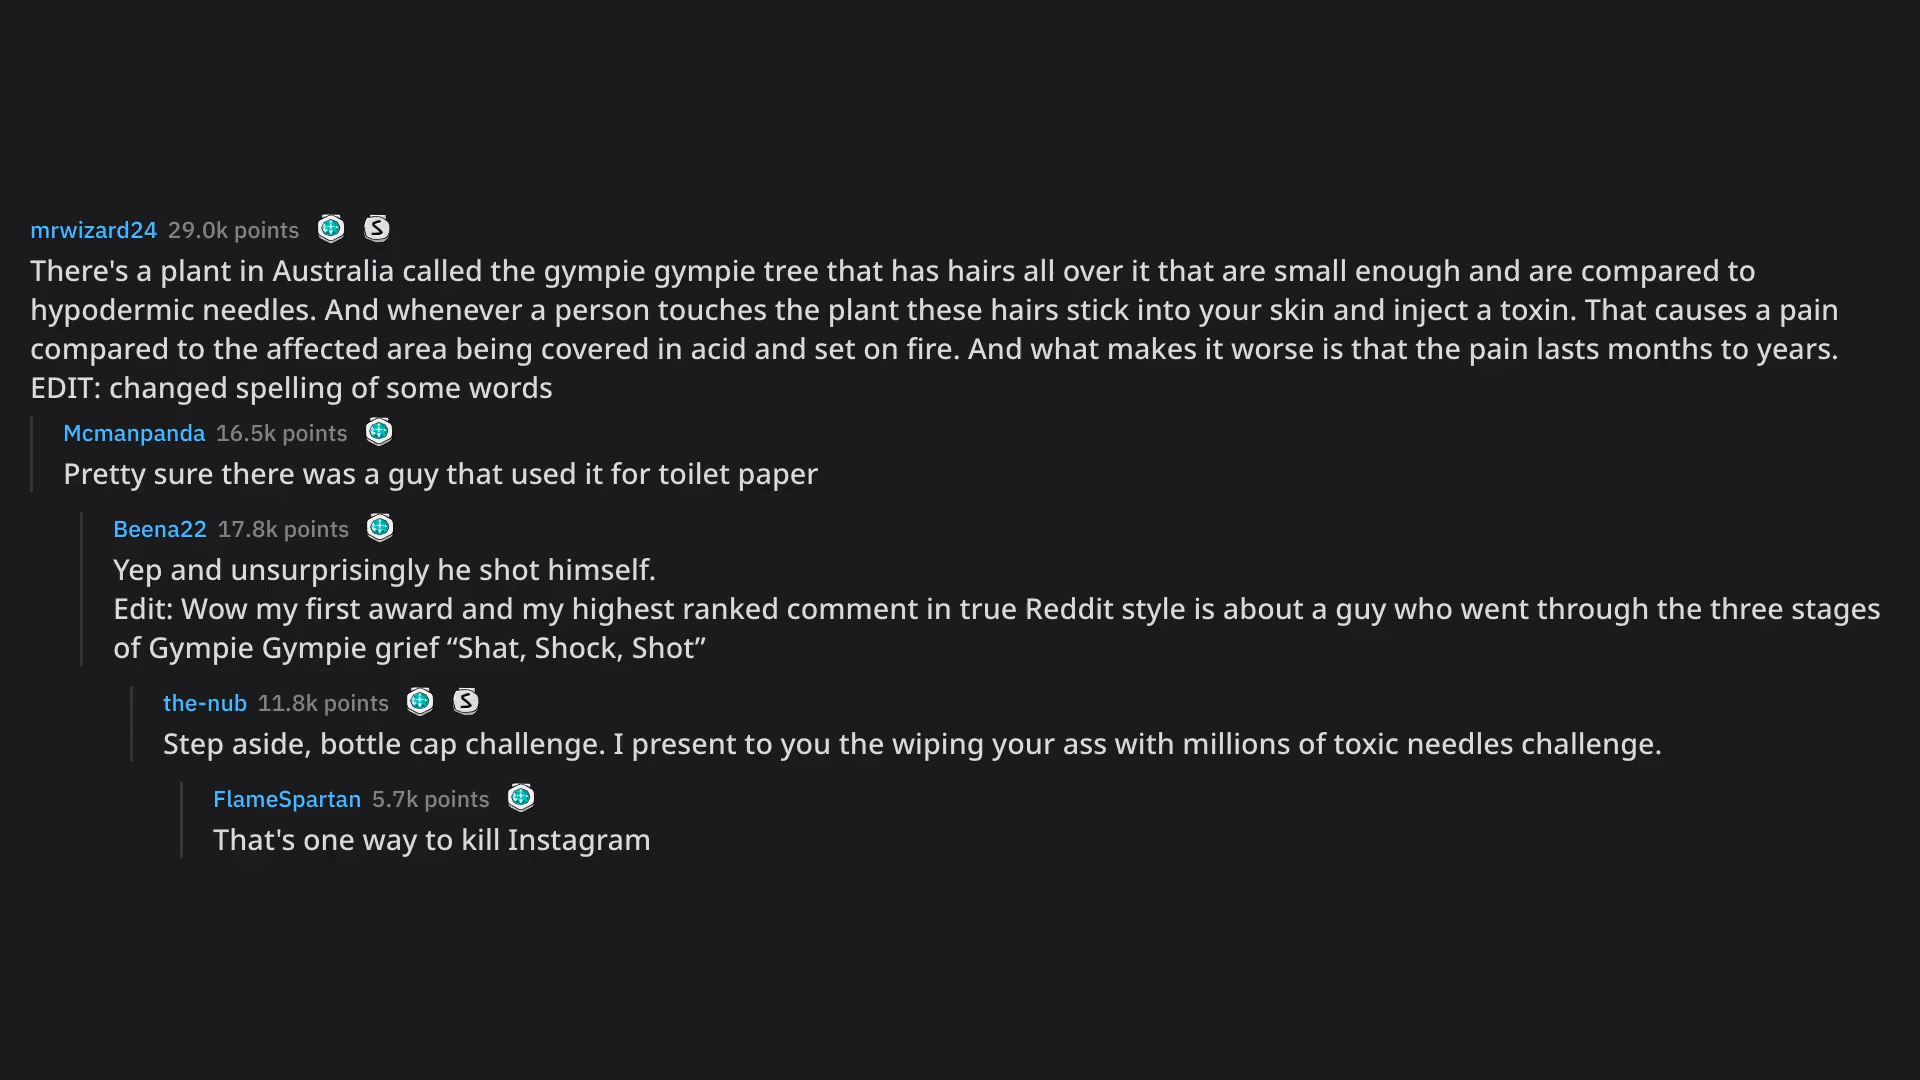 mrwizard24 29.0k points
There's a plant in Australia called the gympie gympie tree that has hairs all over it that are small enough and are compared to
hypodermic needles. And whenever a person touches the plant these hairs stick into your skin and inject a toxin. That causes a pain
compared to the affected area being covered in acid and set on fire. And what makes it worse is that the pain lasts months to years.
EDIT: changed spelling of some words
Mcmanpanda 16.5k points
Pretty sure there was a guy that used it for toilet paper
Beena22 17.8k points
Yep and unsurprisingly he shot himself.
Edit: Wow my first award and my highest ranked comment in true Reddit style is about a guy who went through the three stages
of Gympie Gympie grief “Shat, Shock, Shot”
the-nub 11.8k points
Step aside, bottle cap challenge. I present to you the wiping your ass with millions of toxic needles challenge.
FlameSpartan 5.7k points
That's one way to kill Instagram